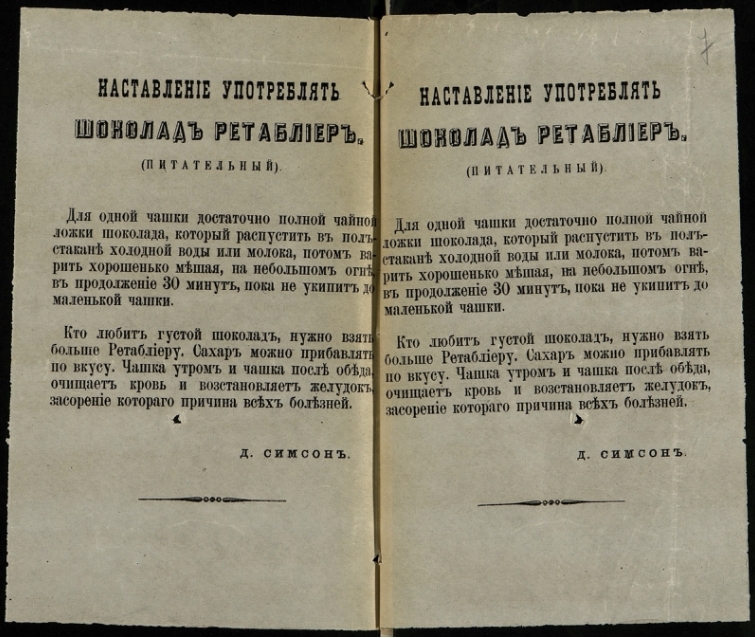 НАСТАВЛЕНІЕ УПОТРЕБЛЯТЬ
ШОКОЛАДЪ РЕТАБЛІЕРЪ.
(ПИТАТЕЛЬНЫЙ).
Для одной чашки достаточно полной чайной
ложки шоколада, который распустить въ полъ-
стаканѣ холодной воды или молока, потомъ ва-
рить хорошенько мѣшая, на небольшомъ огнѣ,
въ продолженіе 30 минутъ, пока не укипитъ до
маленькой чашки.
Кто любитъ густой шоколадъ, нужно взять
больше Ретабліеру. Сахаръ можно прибавлять
по вкусу. Чашка утромъ и чашка послѣ обѣда,
очищаетъ кровь и возстановляетъ желудокъ,
засореніе котораго причина всѣхъ болѣзней.
Д. СИМСОНЪ.
7
НАСТАВЛЕНІЕ УПОТРЕБЛЯТЬ
ШОКОЛАДЪ РЕТАБЛІЕРЪ.
(ПИТАТЕЛЬНЫЙ).
Для одной чашки достаточно полной чайной
ложки шоколада, который распустить въ полъ-
стаканѣ холодной воды или молока, потомъ ва-
рить хорошенько мѣшая, на небольшомъ огнѣ,
въ продолженіе 30 минутъ, пока не укипитъ до
маленькой чашки.
Кто любитъ густой шоколадъ, нужно взять
больше Ретабліеру. Сахаръ можно прибавлять
по вкусу. Чашка утромъ и чашка послѣ обѣда,
очищаетъ кровь и возстановляетъ желудокъ,
засореніе котораго причина всѣхъ болѣзней.
Д. СИМСОНЪ.